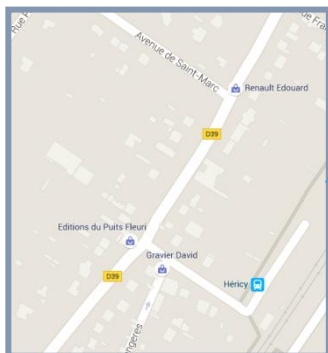 Avenue de Saint-Marc
Renault Edouard
D39
Editions du Puits Fleuri
Gravier David
D39
Héricy